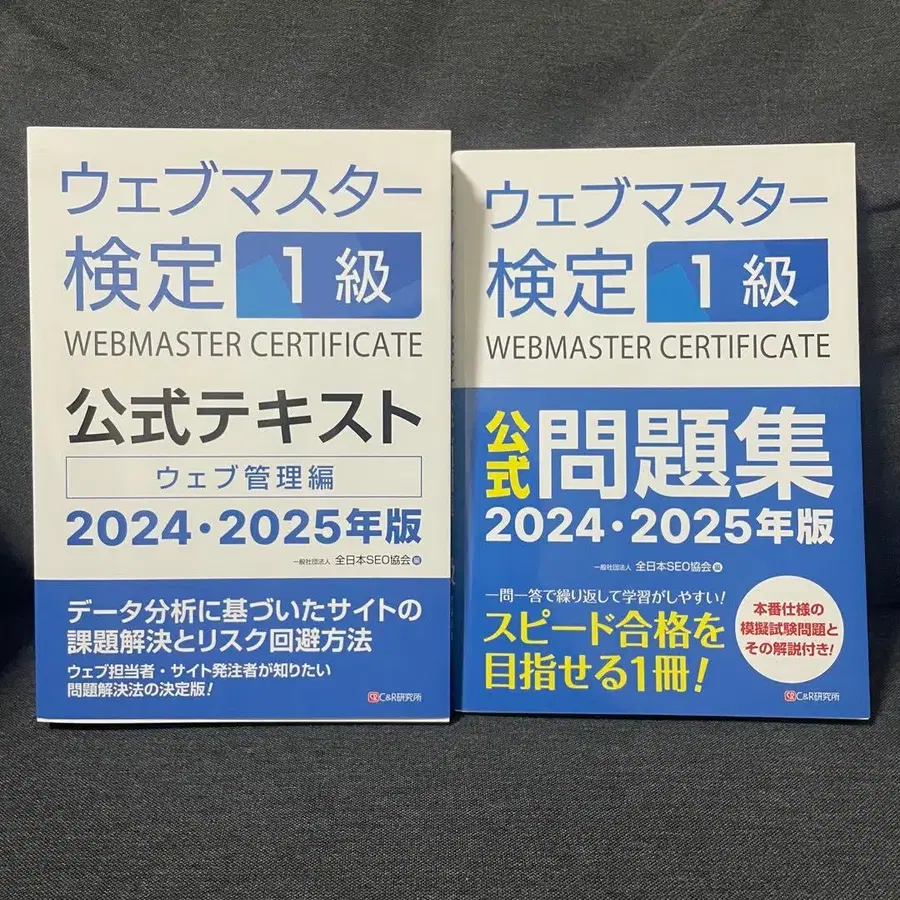 ウェブマスター
検定 1級
WEBMASTER CERTIFICATE
公式テキスト
ウェブ管理編
2024・2025年版
一般社団法人 全日本SEO協会 編
データ分析に基づいたサイトの
課題解決とリスク回避方法
ウェブ担当者・サイト発注者が知りたい
問題解決法の決定版!
C&R研究所
ウェブマスター
検定 1級
WEBMASTER CERTIFICATE
公式問題集
2024・2025年版
一般社団法人 全日本SEO協会 編
一問一答で繰り返して学習がしやすい!
スピード合格を
目指せる1冊!
本番仕様の
模擬試験問題と
その解説付き!
C&R研究所